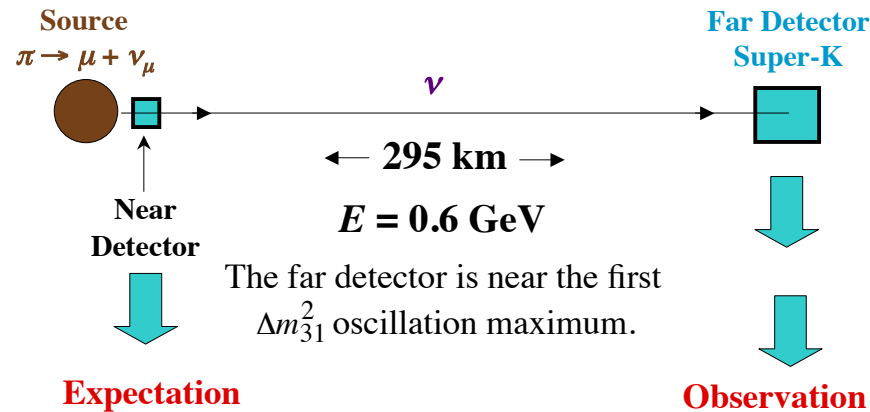 Source
π → μ + ν_μ
Far Detector
Super-K
ν
295 km
Near
Detector
E = 0.6 GeV
The far detector is near the first
Δm²₃₁ oscillation maximum.
Expectation
Observation